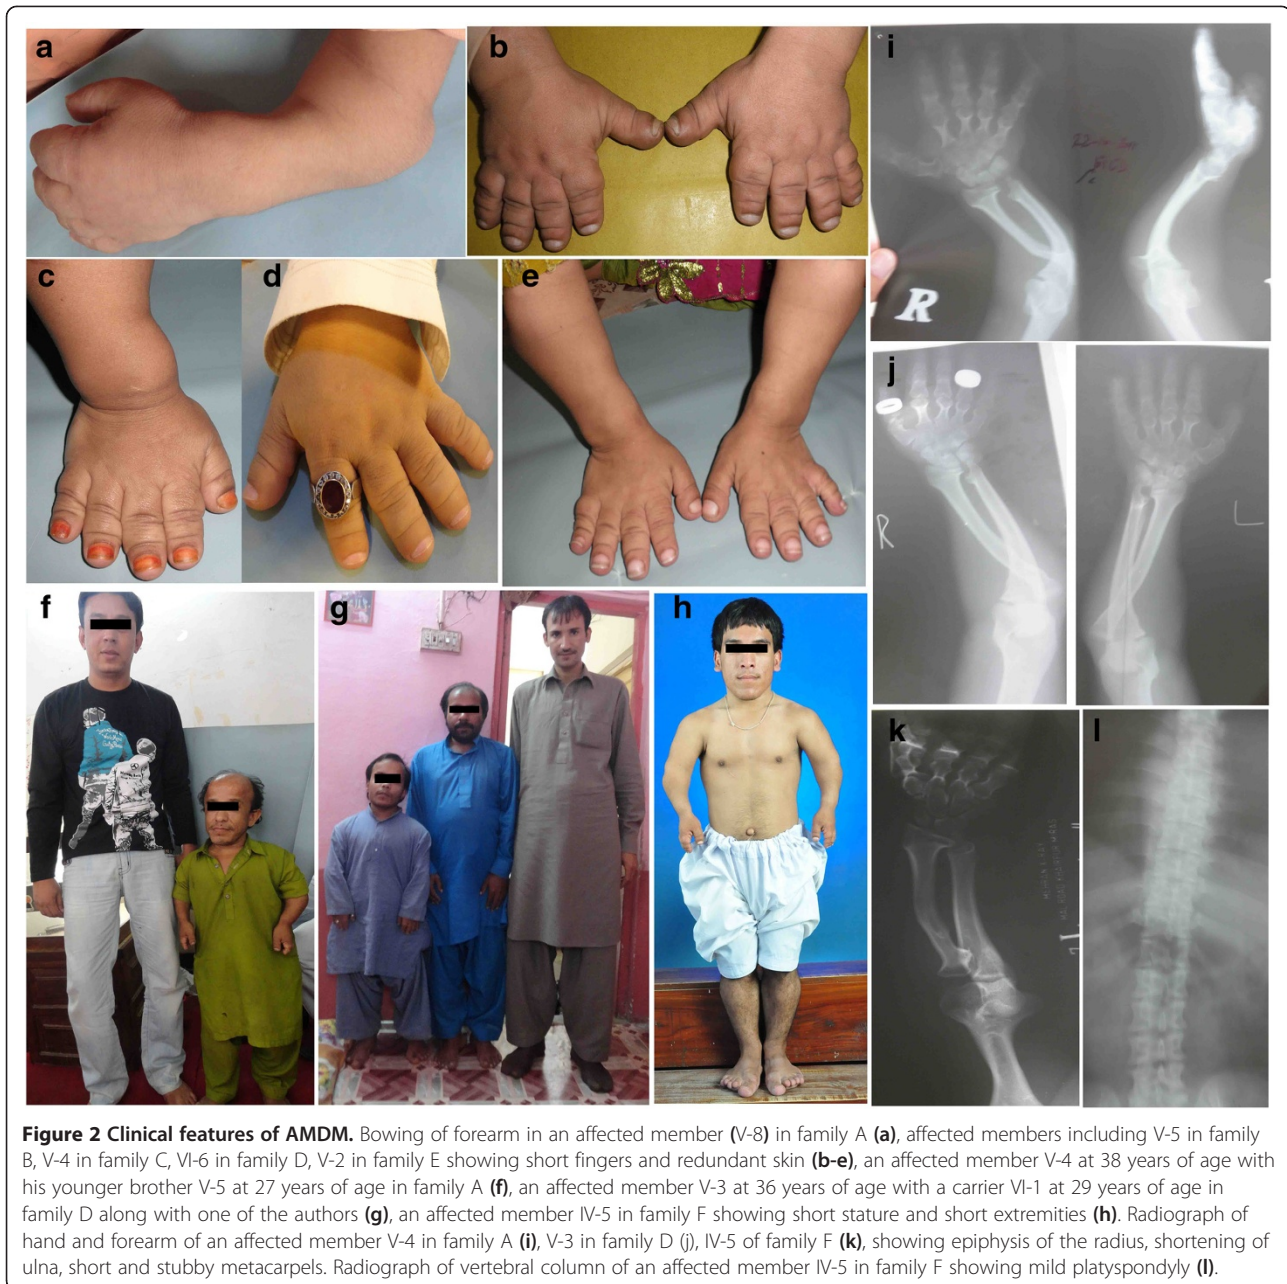 a
b
i
R
c
d
e
j
R
L
f
g
h
k
l
Figure 2 Clinical features of AMDM. Bowing of forearm in an affected member (V-8) in family A (a), affected members including V-5 in family
B, V-4 in family C, VI-6 in family D, V-2 in family E showing short fingers and redundant skin (b-e), an affected member V-4 at 38 years of age with
his younger brother V-5 at 27 years of age in family A (f), an affected member V-3 at 36 years of age with a carrier VI-1 at 29 years of age in
family D along with one of the authors (g), an affected member IV-5 in family F showing short stature and short extremities (h). Radiograph of
hand and forearm of an affected member V-4 in family A (i), V-3 in family D (j), IV-5 of family F (k), showing epiphysis of the radius, shortening of
ulna, short and stubby metacarpels. Radiograph of vertebral column of an affected member IV-5 in family F showing mild platyspondyly (l).